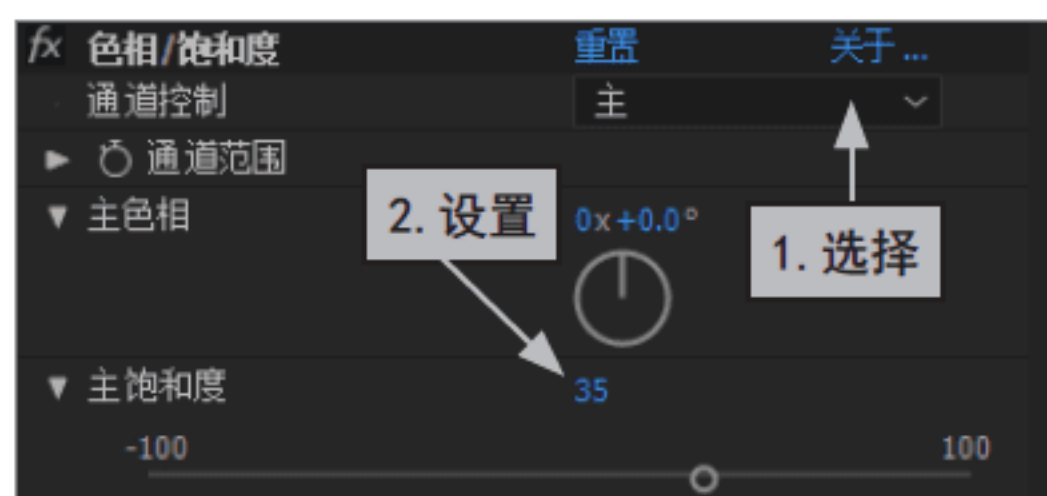 fx 色相/饱和度 重置 关于...
通道控制 主
通道范围
主色相 2.设置 0x+0.0° 1.选择
主饱和度 35
-100 100